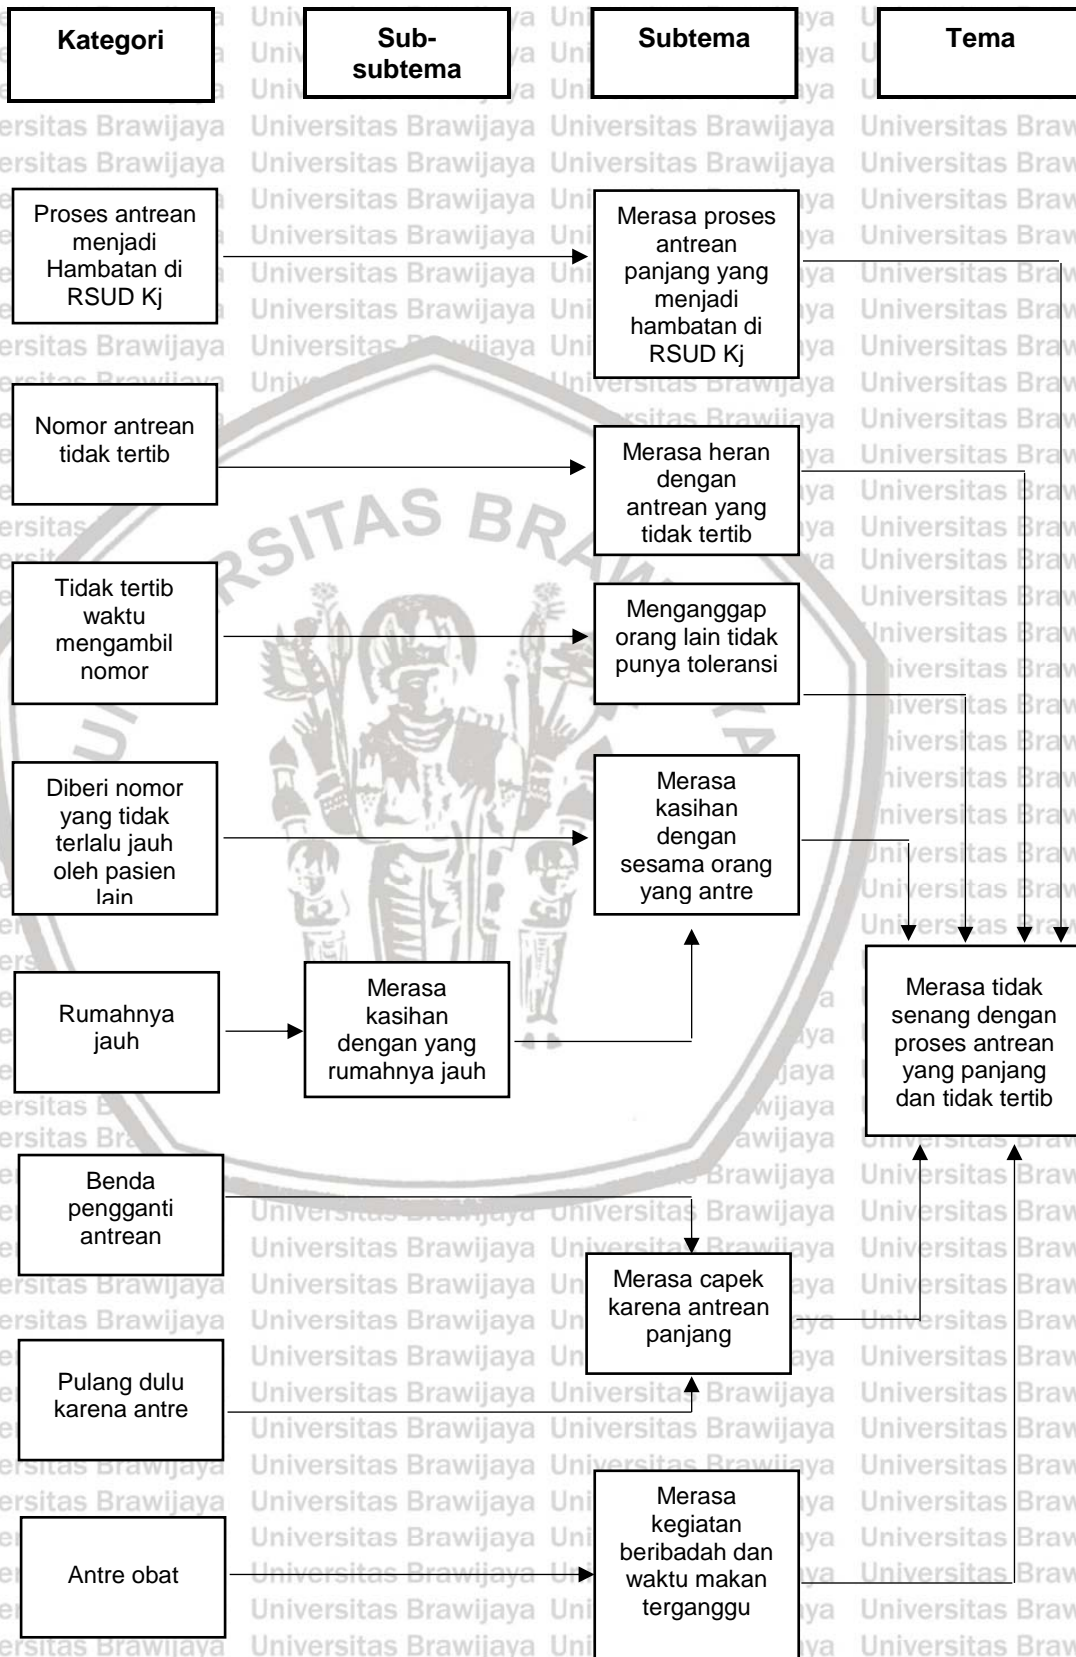 Kategori
Sub-
subtema
Subtema
Tema
Proses antrean
menjadi
Hambatan di
RSUD Kj
Merasa proses
antrean
panjang yang
menjadi
hambatan di
RSUD Kj
Nomor antrean
tidak tertib
Merasa heran
dengan
antrean yang
tidak tertib
Tidak tertib
waktu
mengambil
nomor
Menganggap
orang lain tidak
punya toleransi
Diberi nomor
yang tidak
terlalu jauh
oleh pasien
lain
Merasa
kasihan
dengan
sesama orang
yang antre
Rumahnya
jauh
Merasa
kasihan
dengan yang
rumahnya jauh
Merasa tidak
senang dengan
proses antrean
yang panjang
dan tidak tertib
Benda
pengganti
antrean
Merasa capek
karena antrean
panjang
Pulang dulu
karena antre
Antre obat
Merasa
kegiatan
beribadah dan
waktu makan
terganggu